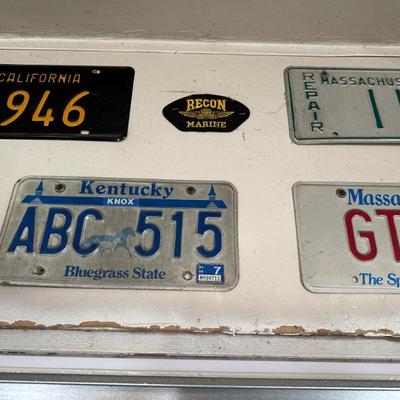 CALIFORNIA
946
RECON
MARINE
REPAIR
MASSACHUS
11
Kentucky
KNOX
ABC 515
7
Bluegrass State
Massa
GT
The Sp